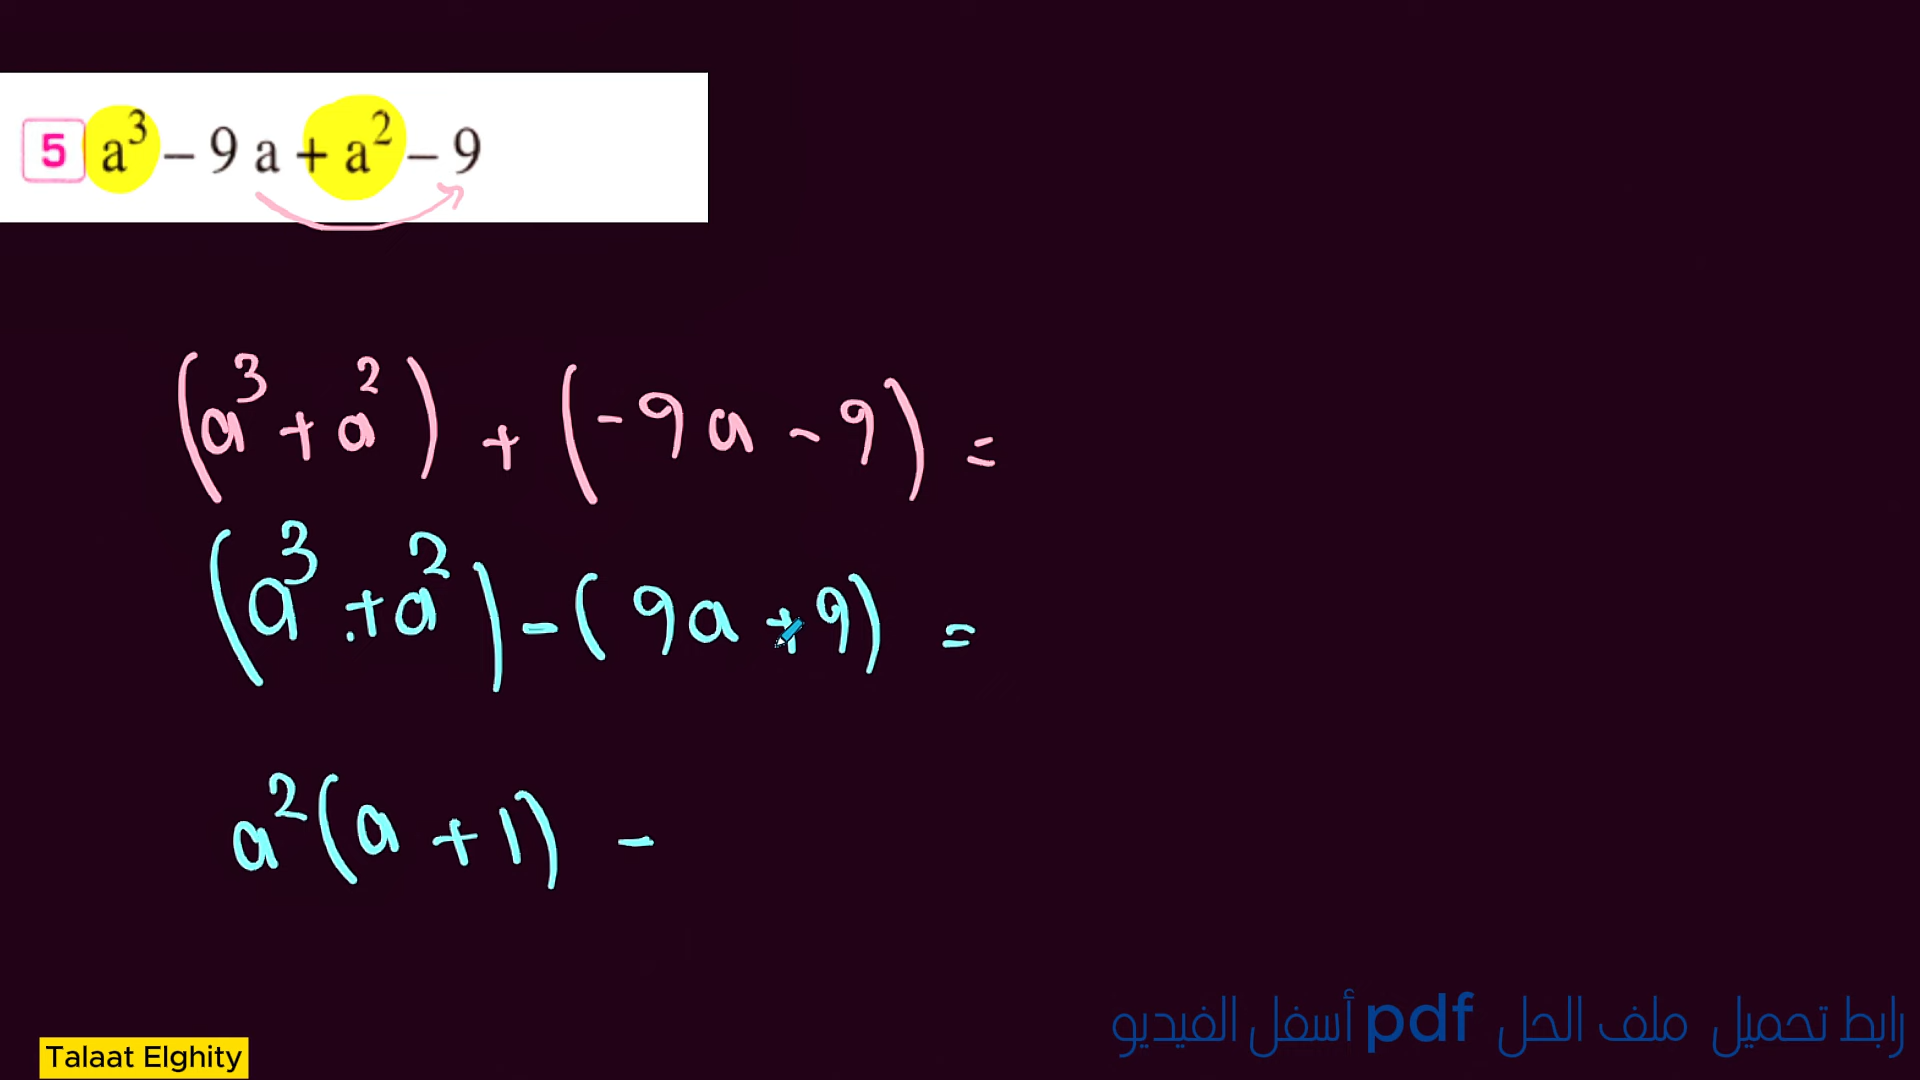 5 a³ – 9 a + a² – 9
(a³ + a²) + (-9a - 9) =
(a³ + a²) - (9a + 9) =
a²(a + 1) -
رابط تحميل ملف الحل pdf أسفل الفيديو
Talaat Elghity